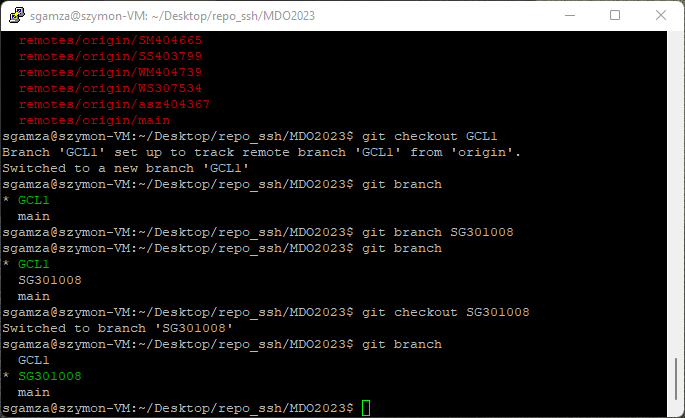 sgamza@szymon-VM: ~/Desktop/repo_ssh/MDO2023
remotes/origin/SM404665
remotes/origin/SS403799
remotes/origin/WM404739
remotes/origin/WS307534
remotes/origin/asz404367
remotes/origin/main
sgamza@szymon-VM:~/Desktop/repo_ssh/MDO2023$ git checkout GCL1
Branch 'GCL1' set up to track remote branch 'GCL1' from 'origin'.
Switched to a new branch 'GCL1'
sgamza@szymon-VM:~/Desktop/repo_ssh/MDO2023$ git branch
* GCL1
main
sgamza@szymon-VM:~/Desktop/repo_ssh/MDO2023$ git branch SG301008
sgamza@szymon-VM:~/Desktop/repo_ssh/MDO2023$ git branch
* GCL1
SG301008
main
sgamza@szymon-VM:~/Desktop/repo_ssh/MDO2023$ git checkout SG301008
Switched to branch 'SG301008'
sgamza@szymon-VM:~/Desktop/repo_ssh/MDO2023$ git branch
GCL1
* SG301008
main
sgamza@szymon-VM:~/Desktop/repo_ssh/MDO2023$